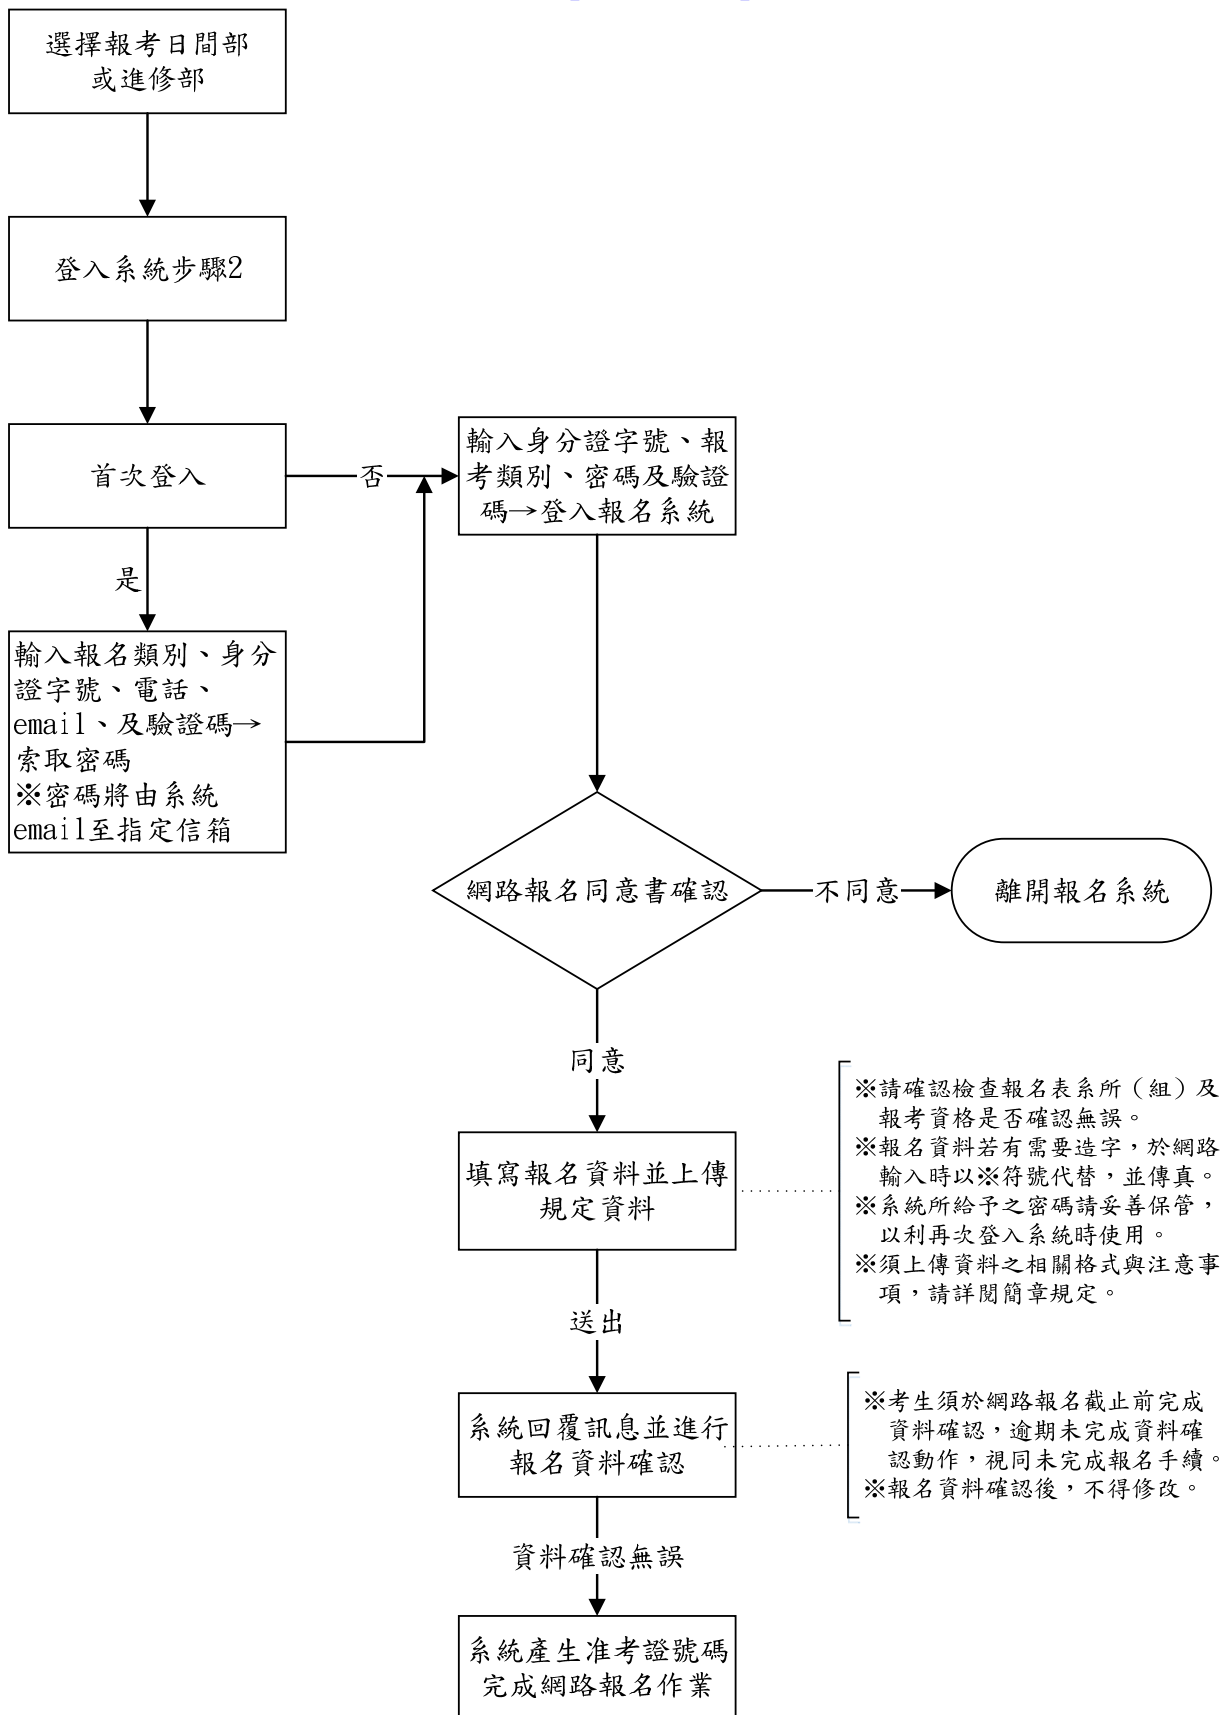 選擇報考日間部
或進修部
登入系統步驟2
首次登入
否
輸入身分證字號、報
考類別、密碼及驗證
碼→登入報名系統
是
輸入報名類別、身分
證字號、電話、
email、及驗證碼→
索取密碼
※密碼將由系統
email至指定信箱
網路報名同意書確認
不同意
離開報名系統
同意
填寫報名資料並上傳
規定資料
※請確認檢查報名表系所（組）及
報考資格是否確認無誤。
※報名資料若有需要造字，於網路
輸入時以※符號代替，並傳真。
※系統所給予之密碼請妥善保管，
以利再次登入系統時使用。
※須上傳資料之相關格式與注意事
項，請詳閱簡章規定。
送出
系統回覆訊息並進行
報名資料確認
※考生須於網路報名截止前完成
資料確認，逾期未完成資料確
認動作，視同未完成報名手續。
※報名資料確認後，不得修改。
資料確認無誤
系統產生准考證號碼
完成網路報名作業